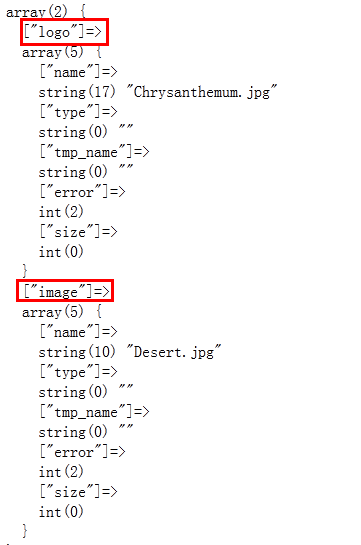 array(2) {
  ["logo"]=>
  array(5) {
    ["name"]=>
    string(17) "Chrysanthemum.jpg"
    ["type"]=>
    string(0) ""
    ["tmp_name"]=>
    string(0) ""
    ["error"]=>
    int(2)
    ["size"]=>
    int(0)
  }
  ["image"]=>
  array(5) {
    ["name"]=>
    string(10) "Desert.jpg"
    ["type"]=>
    string(0) ""
    ["tmp_name"]=>
    string(0) ""
    ["error"]=>
    int(2)
    ["size"]=>
    int(0)
  }